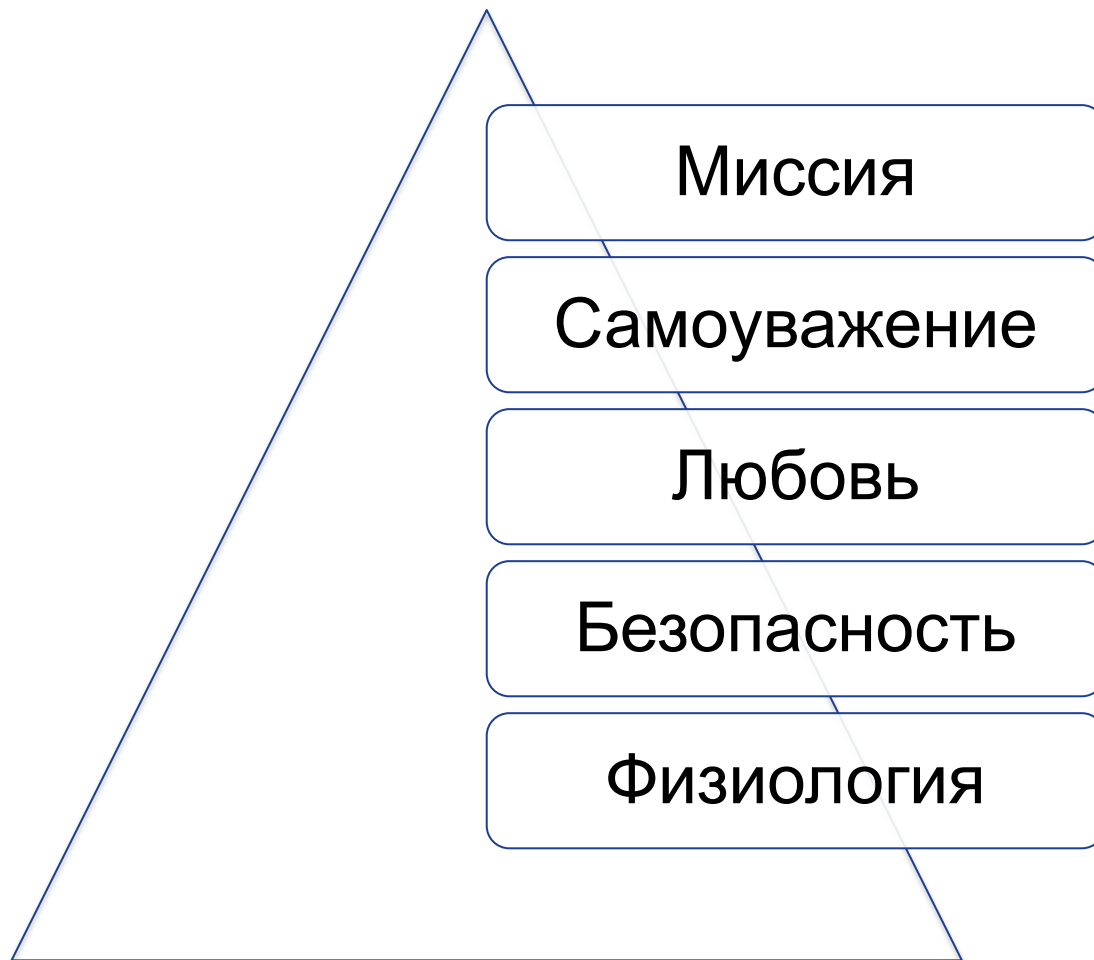 Миссия
Самоуважение
Любовь
Безопасность
Физиология